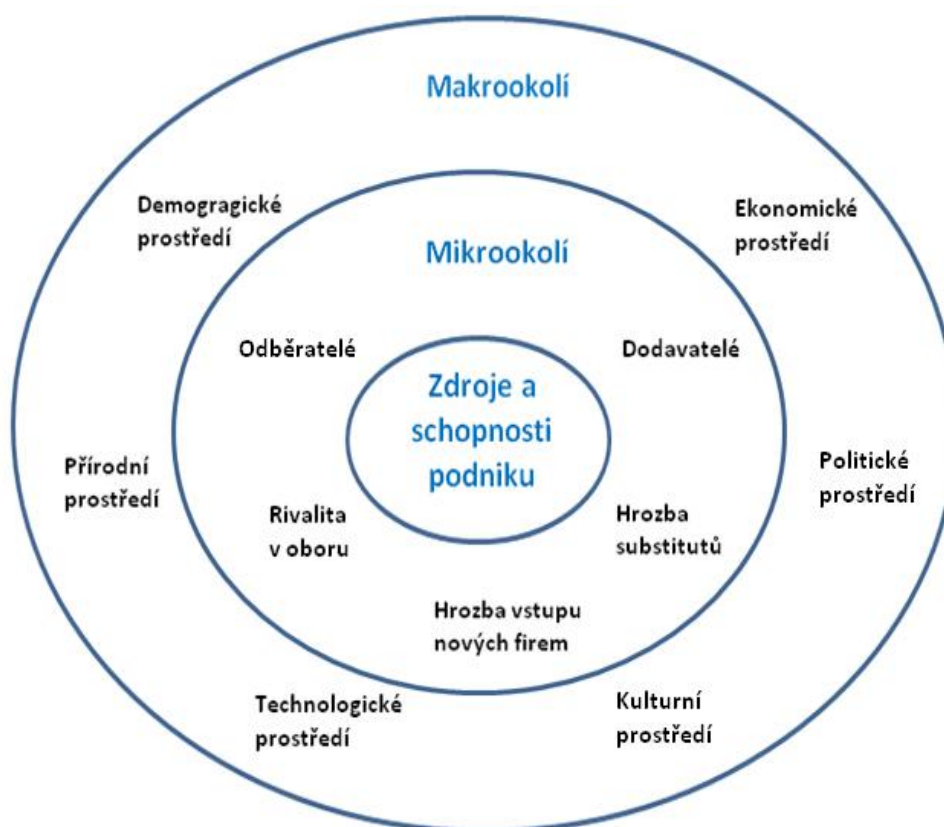 Makrookolí
Demogragické
prostředí
Ekonomické
prostředí
Mikrookolí
Odběratelé
Dodavatelé
Zdroje a
schopnosti
podniku
Přírodní
prostředí
Politické
prostředí
Rivalita
v oboru
Hrozba
substitutů
Hrozba vstupu
nových firem
Technologické
prostředí
Kulturní
prostředí